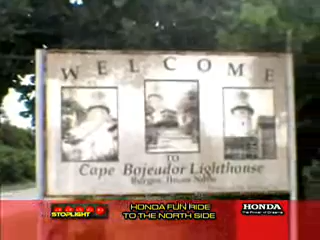 WELCOME
TO
Cape Bojeador Lighthouse
Burgos, Ilocos Norte
STOPLIGHT
HONDA FUN RIDE
TO THE NORTH SIDE
HONDA
The Power of Dreams